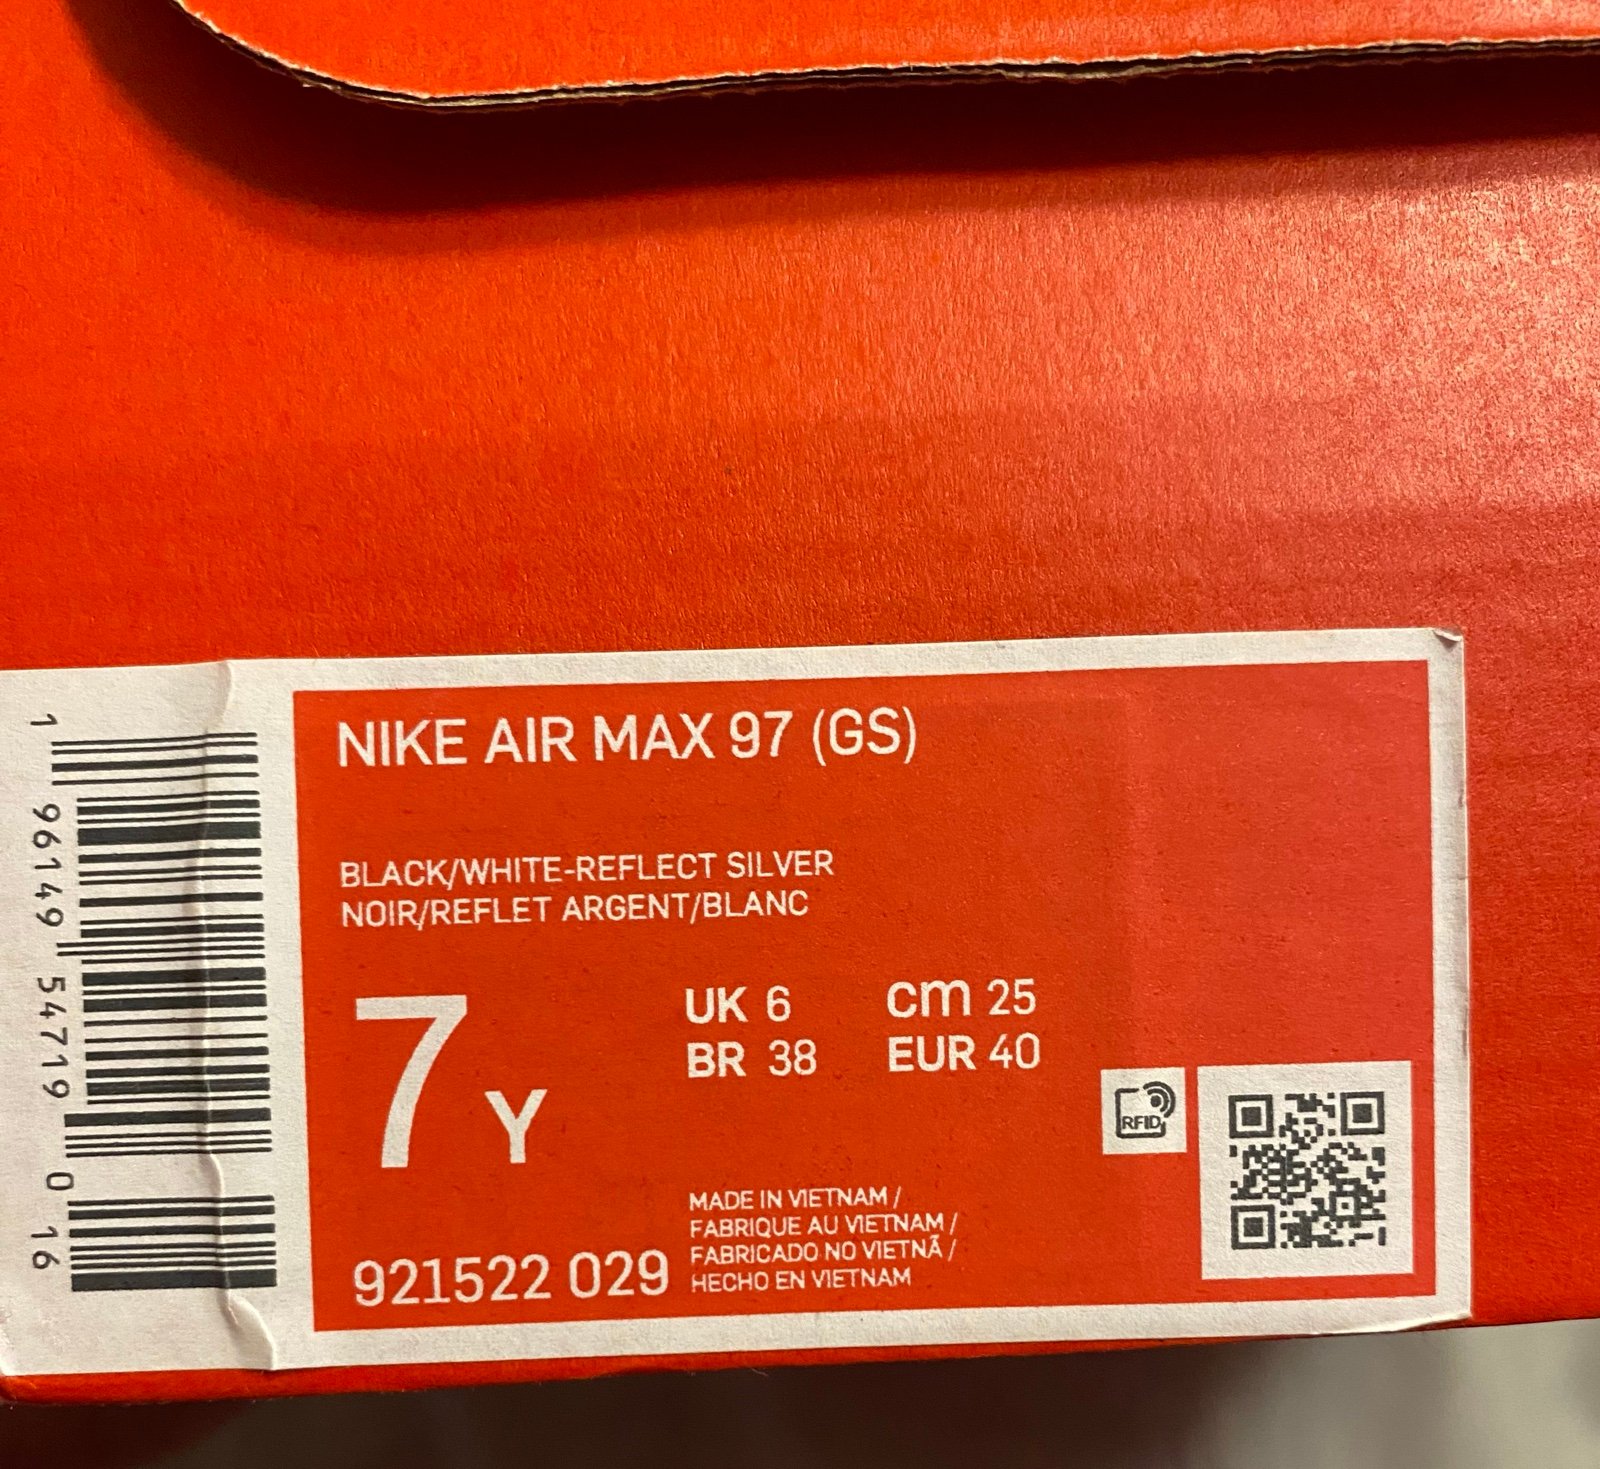 NIKE AIR MAX 97 (GS)
BLACK/WHITE-REFLECT SILVER
NOIR/REFLET ARGENT/BLANC
7 Y
UK 6 cm 25
BR 38 EUR 40
RFID
921522 029
MADE IN VIETNAM /
FABRIQUE AU VIETNAM /
FABRICADO NO VIETNÃ /
HECHO EN VIETNAM
1 96149 54719 0 16